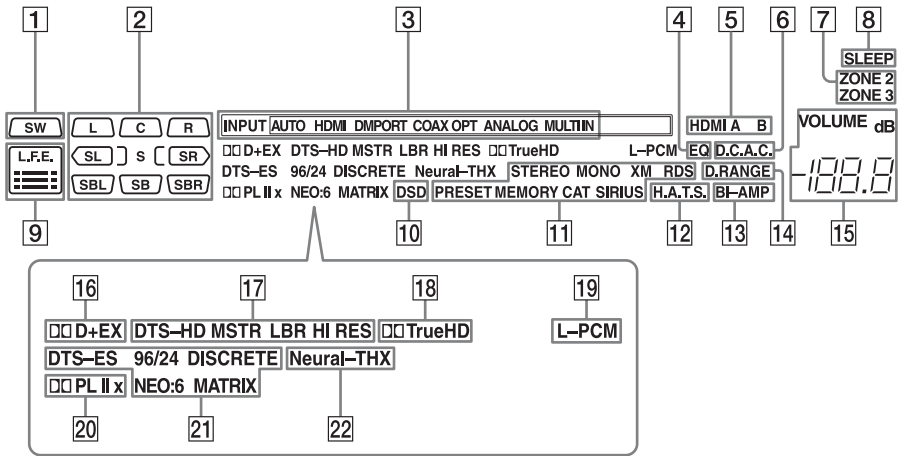 1 2 3 4 5 6 7 8
SLEEP
ZONE 2
ZONE 3
SW L C R INPUT AUTO HDMI DMPORT COAX OPT ANALOG MULTI IN HDMI A B VOLUME dB
L.F.E. SL S SR D+EX DTS–HD MSTR LBR HI RES TrueHD L–PCM EQ D.C.A.C.
DTS–ES 96/24 DISCRETE Neural–THX STEREO MONO XM RDS D.RANGE -188.8
SBL SB SBR PL II x NEO:6 MATRIX DSD PRESET MEMORY CAT SIRIUS H.A.T.S. BI–AMP
9 10 11 12 13 14 15
16 17 18 19
D+EX DTS–HD MSTR LBR HI RES TrueHD L–PCM
DTS–ES 96/24 DISCRETE Neural–THX
PL II x NEO:6 MATRIX
20 21 22